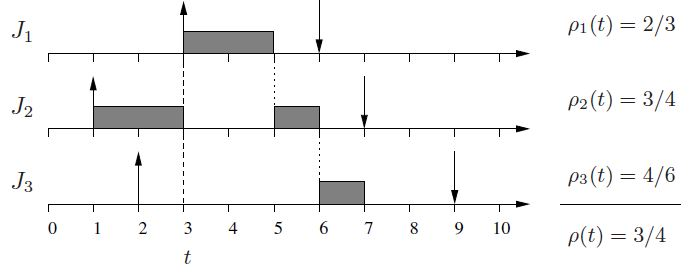 J₁ ρ₁(t) = 2/3
J₂ ρ₂(t) = 3/4
J₃ ρ₃(t) = 4/6
0 1 2 3 4 5 6 7 8 9 10 ρ(t) = 3/4
t